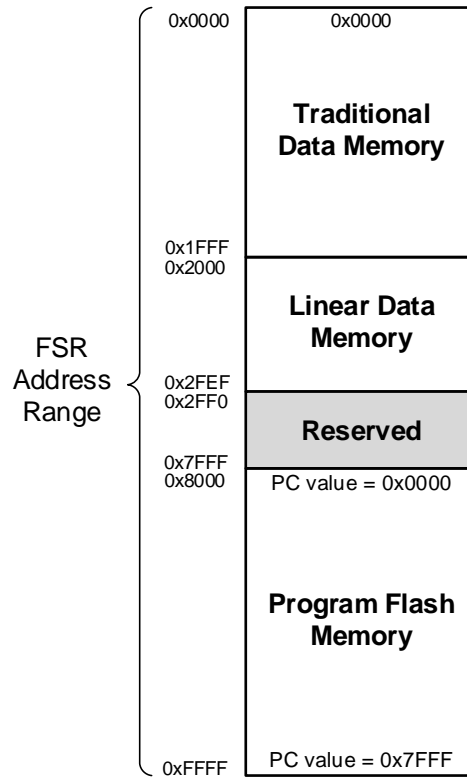 0x0000
0x0000
Traditional
Data Memory
0x1FFF
0x2000
Linear Data
Memory
FSR
Address
Range
0x2FEF
0x2FF0
Reserved
0x7FFF
0x8000
PC value = 0x0000
Program Flash
Memory
PC value = 0x7FFF
0xFFFF